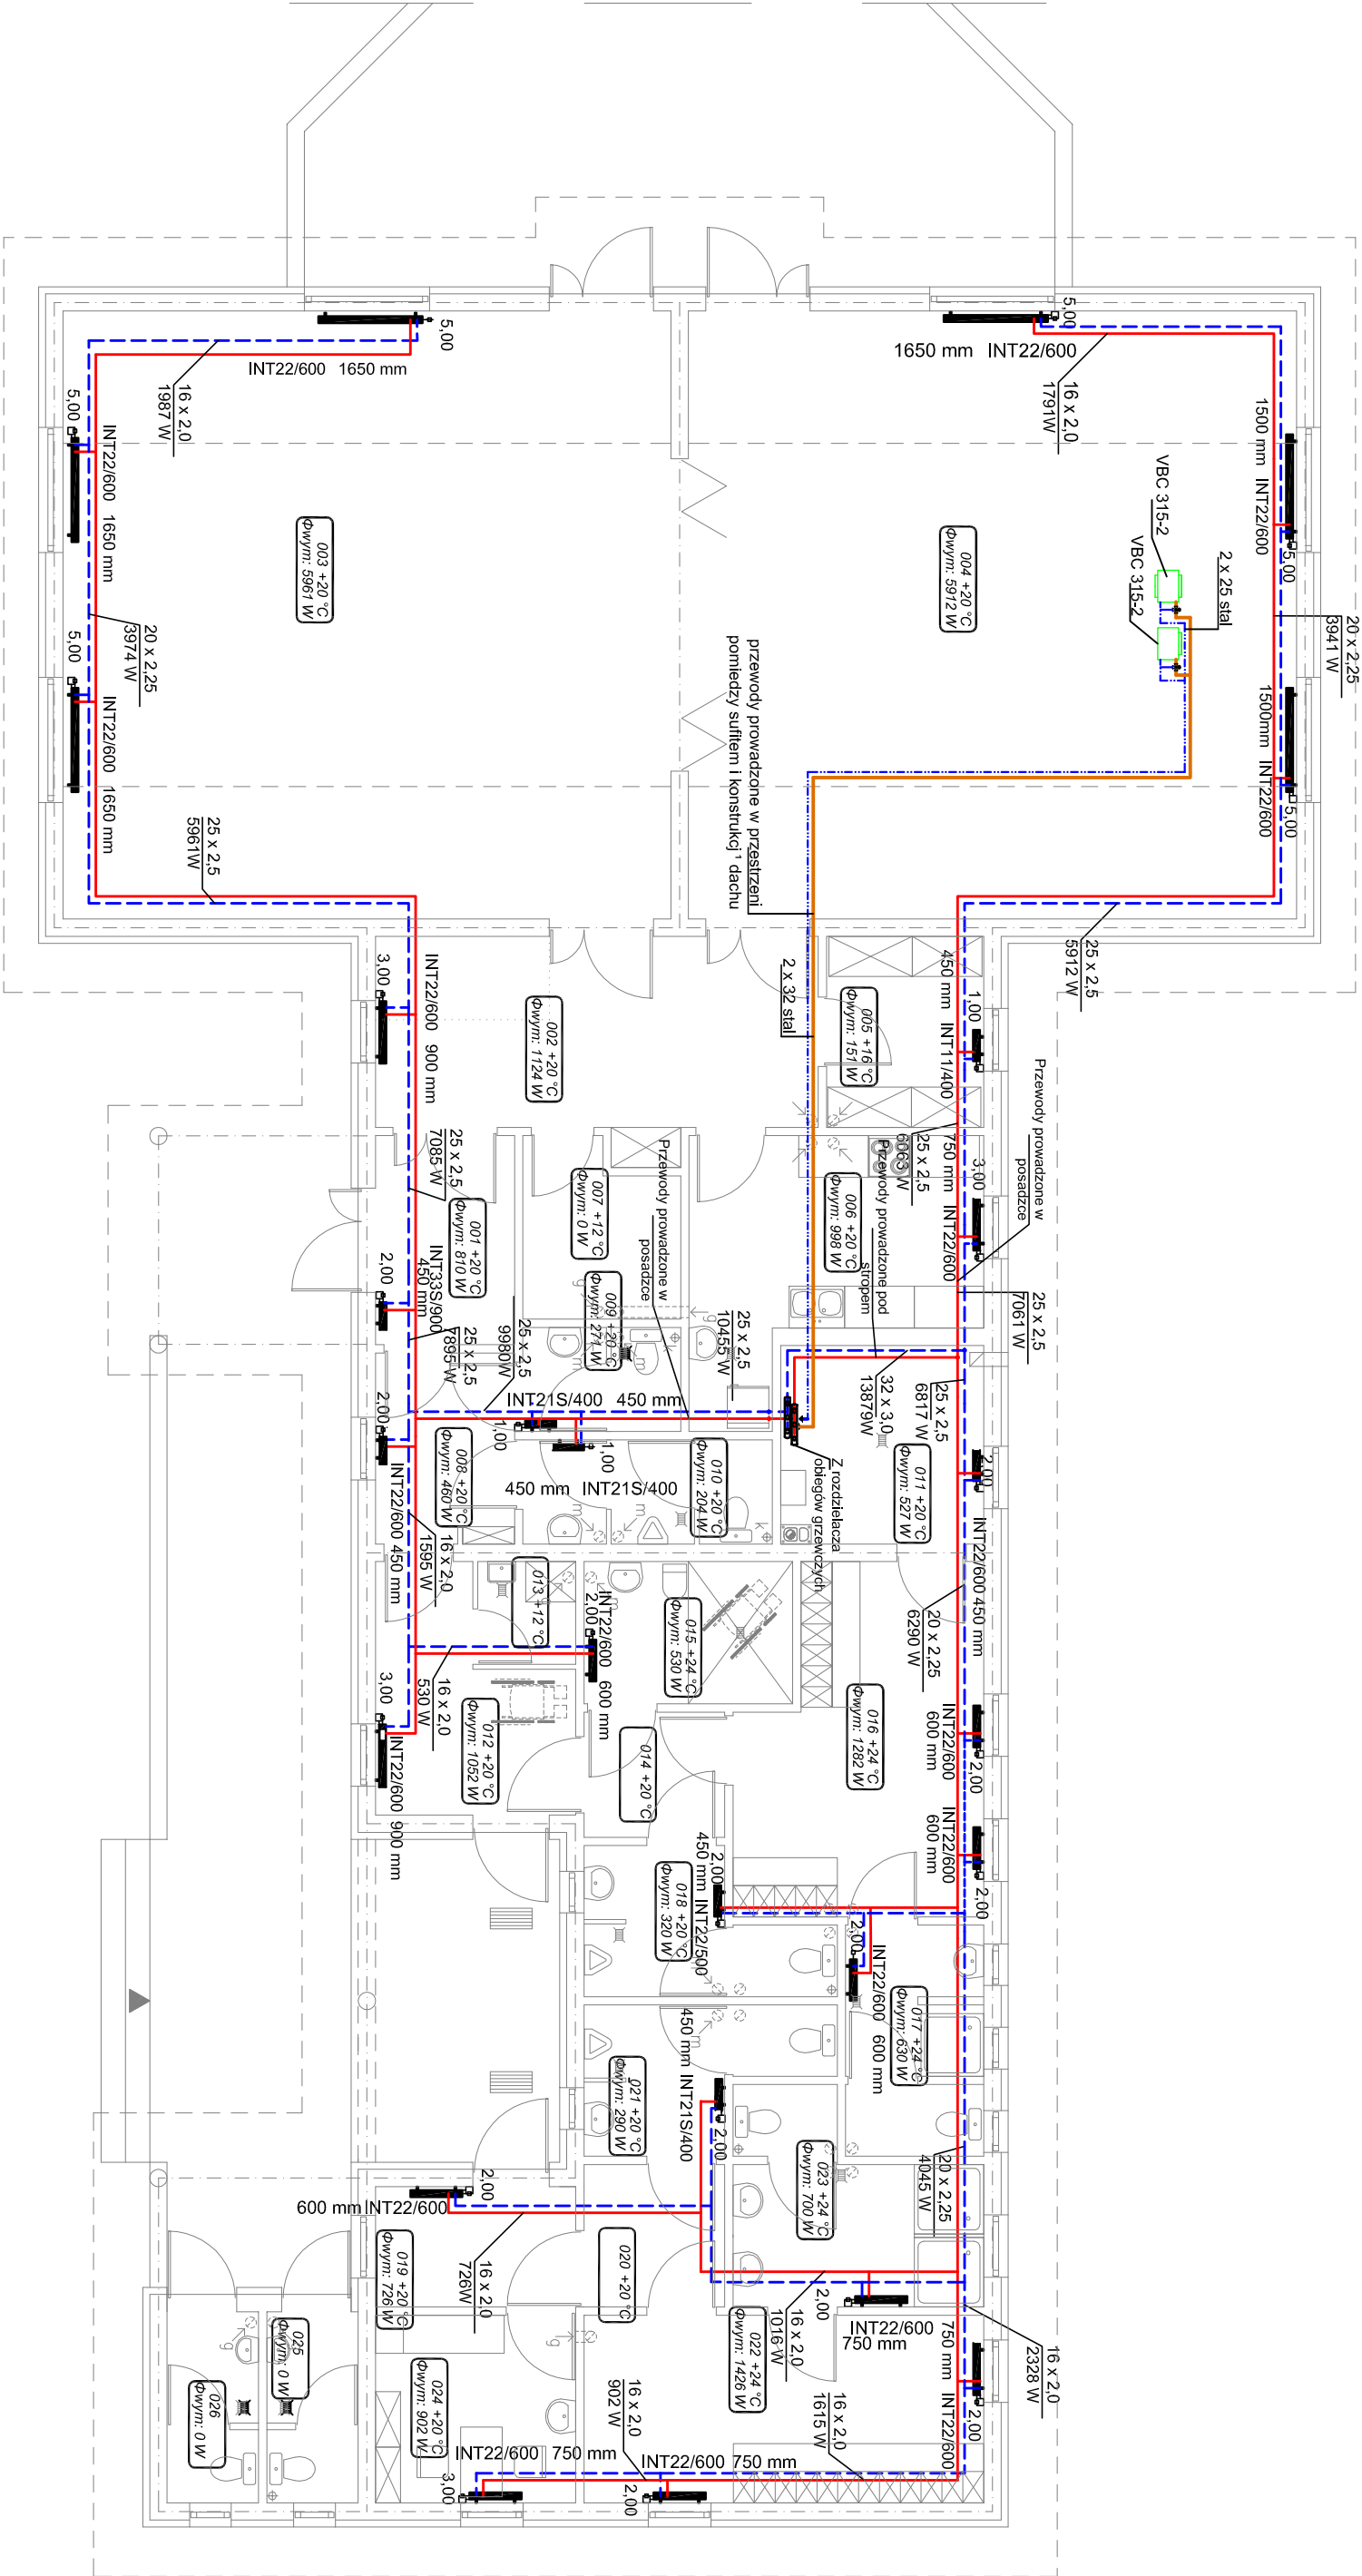 5,00
INT22/600 1650 mm
16 x 2,0
1987 W
5,00
1650 mm INT22/600
16 x 2,0
1791W
1500 mm INT22/600
5,00
5,00
INT22/600 1650 mm
003 +20 °C
Φwym: 5961 W
004 +20 °C
Φwym: 5912 W
VBC 315-2
VBC 315-2
2 x 25 stal
20 x 2,25
3941 W
20 x 2,25
3974 W
5,00
INT22/600 1650 mm
1500mm INT22/600
5,00
przewody prowadzone w przestrzeni
pomiedzy sufitem i konstrukcj¹ dachu
25 x 2,5
5961W
25 x 2,5
5912 W
3,00
INT22/600 900 mm
002 +20 °C
Φwym: 1124 W
2 x 32 stal
005 +16 °C
Φwym: 151 W
450 mm INT11/400
1,00
Przewody prowadzone w
posadzce
25 x 2,5
7085 W
001 +20 °C
Φwym: 810 W
007 +12 °C
Φwym: 0 W
Przewody prowadzone w
posadzce
006 +20 °C
Φwym: 998 W
25 x 2,5
6063 W
Przewody prowadzone pod
stropem
750 mm INT22/600
3,00
2,00
INT33S/900
450 mm
25 x 2,5
7895 W
25 x 2,5
9980W
009 +20 °C
Φwym: 271 W
g
g
k
m
m
25 x 2,5
10455 W
25 x 2,5
7061 W
32 x 3,0
13879W
25 x 2,5
6817 W
INT21S/400 450 mm
1,00
1,00
450 mm INT21S/400
2,00
INT22/600 450 mm
008 +20 °C
Φwym: 460 W
010 +20 °C
Φwym: 204 W
m
m
k
Z rozdzielacza
obiegów grzewczych
011 +20 °C
Φwym: 527 W
2,00
INT22/600 450 mm
16 x 2,0
1595 W
013 +12 °C
m
INT22/600 600 mm
2,00
015 +24 °C
Φwym: 530 W
20 x 2,25
6290 W
3,00
INT22/600 900 mm
16 x 2,0
530 W
012 +20 °C
Φwym: 1052 W
014 +20 °C
016 +24 °C
Φwym: 1282 W
INT22/600
600 mm
2,00
INT22/600
600 mm
2,00
2,00
450 mm INT22/500
018 +20 °C
Φwym: 320 W
m
2,00
INT22/600 600 mm
017 +24 °C
Φwym: 630 W
m
450 mm INT21S/400
2,00
021 +20 °C
Φwym: 290 W
023 +24 °C
Φwym: 700 W
20 x 2,25
4045 W
2,00
600 mm INT22/600
019 +20 °C
Φwym: 726 W
16 x 2,0
726W
020 +20 °C
g
16 x 2,0
1016 W
2,00
INT22/600
750 mm
022 +24 °C
Φwym: 1426 W
16 x 2,0
2328 W
750 mm INT22/600
2,00
025
Φwym: 0 W
g
026
Φwym: 0 W
024 +20 °C
Φwym: 902 W
16 x 2,0
902 W
16 x 2,0
1615 W
INT22/600 750 mm
3,00
INT22/600 750 mm
2,00